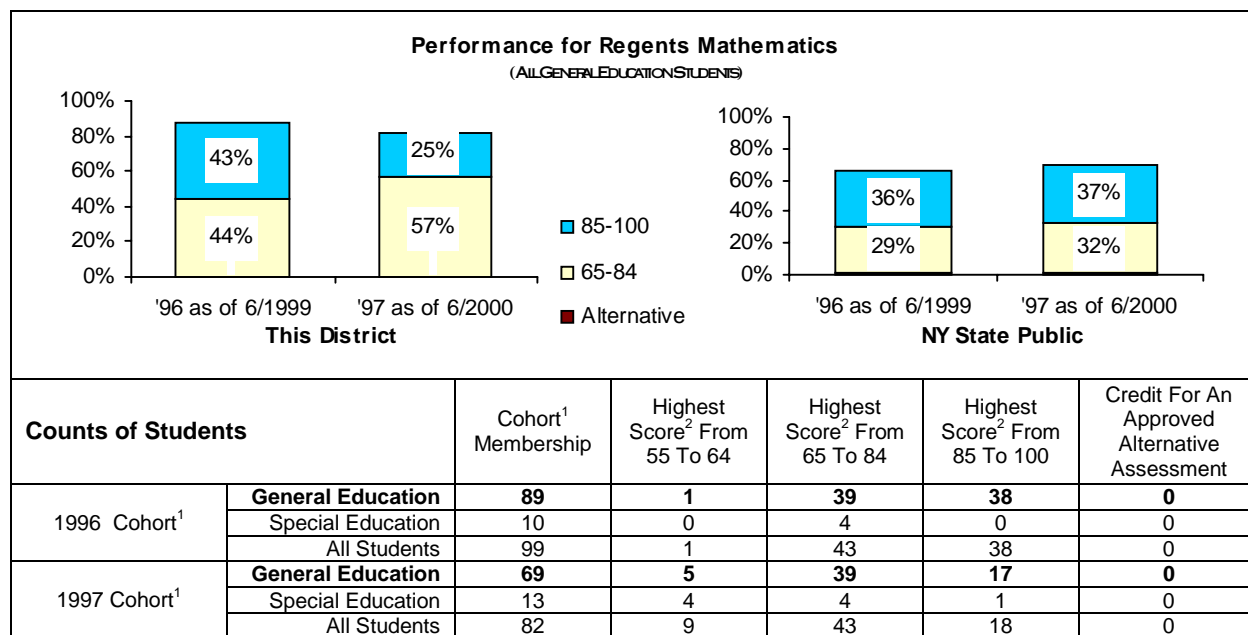 Performance for Regents Mathematics
(ALL GENERAL EDUCATION STUDENTS)
100%
80%
60%
40%
20%
0%
43%
44%
25%
57%
'96 as of 6/1999
'97 as of 6/2000
This District
85-100
65-84
Alternative
100%
80%
60%
40%
20%
0%
36%
29%
37%
32%
'96 as of 6/1999
'97 as of 6/2000
NY State Public
Counts of Students
Cohort1
Membership
Highest
Score2 From
55 To 64
Highest
Score2 From
65 To 84
Highest
Score2 From
85 To 100
Credit For An
Approved
Alternative
Assessment
1996 Cohort1
General Education 89 1 39 38 0
Special Education 10 0 4 0 0
All Students 99 1 43 38 0
1997 Cohort1
General Education 69 5 39 17 0
Special Education 13 4 4 1 0
All Students 82 9 43 18 0